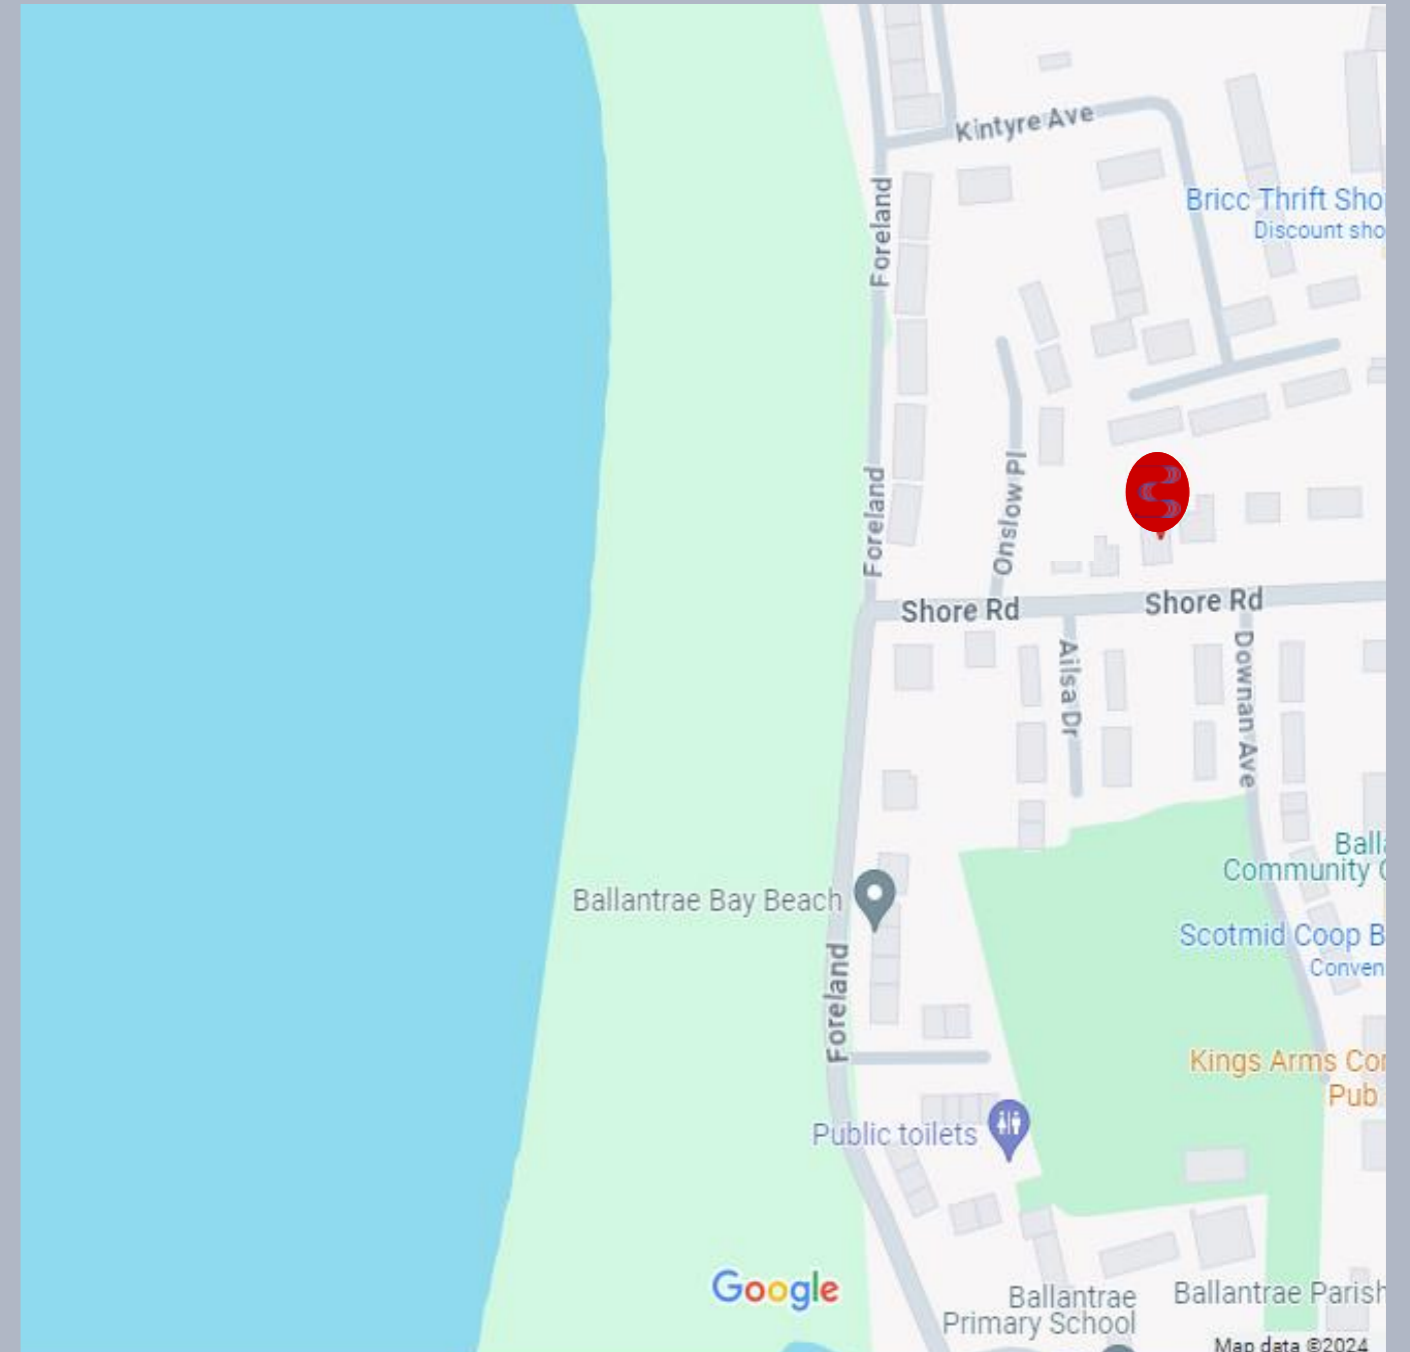 Kintyre Ave
Bricc Thrift Sho
Discount sho
Foreland
Foreland
Onslow Pl
Shore Rd
Shore Rd
Ailsa Dr
Downan Ave
Balla
Community C
Ballantrae Bay Beach
Scotmid Coop B
Conven
Foreland
Kings Arms Cor
Pub
Public toilets
Google
Ballantrae
Primary School
Ballantrae Parish
Map data ©2024